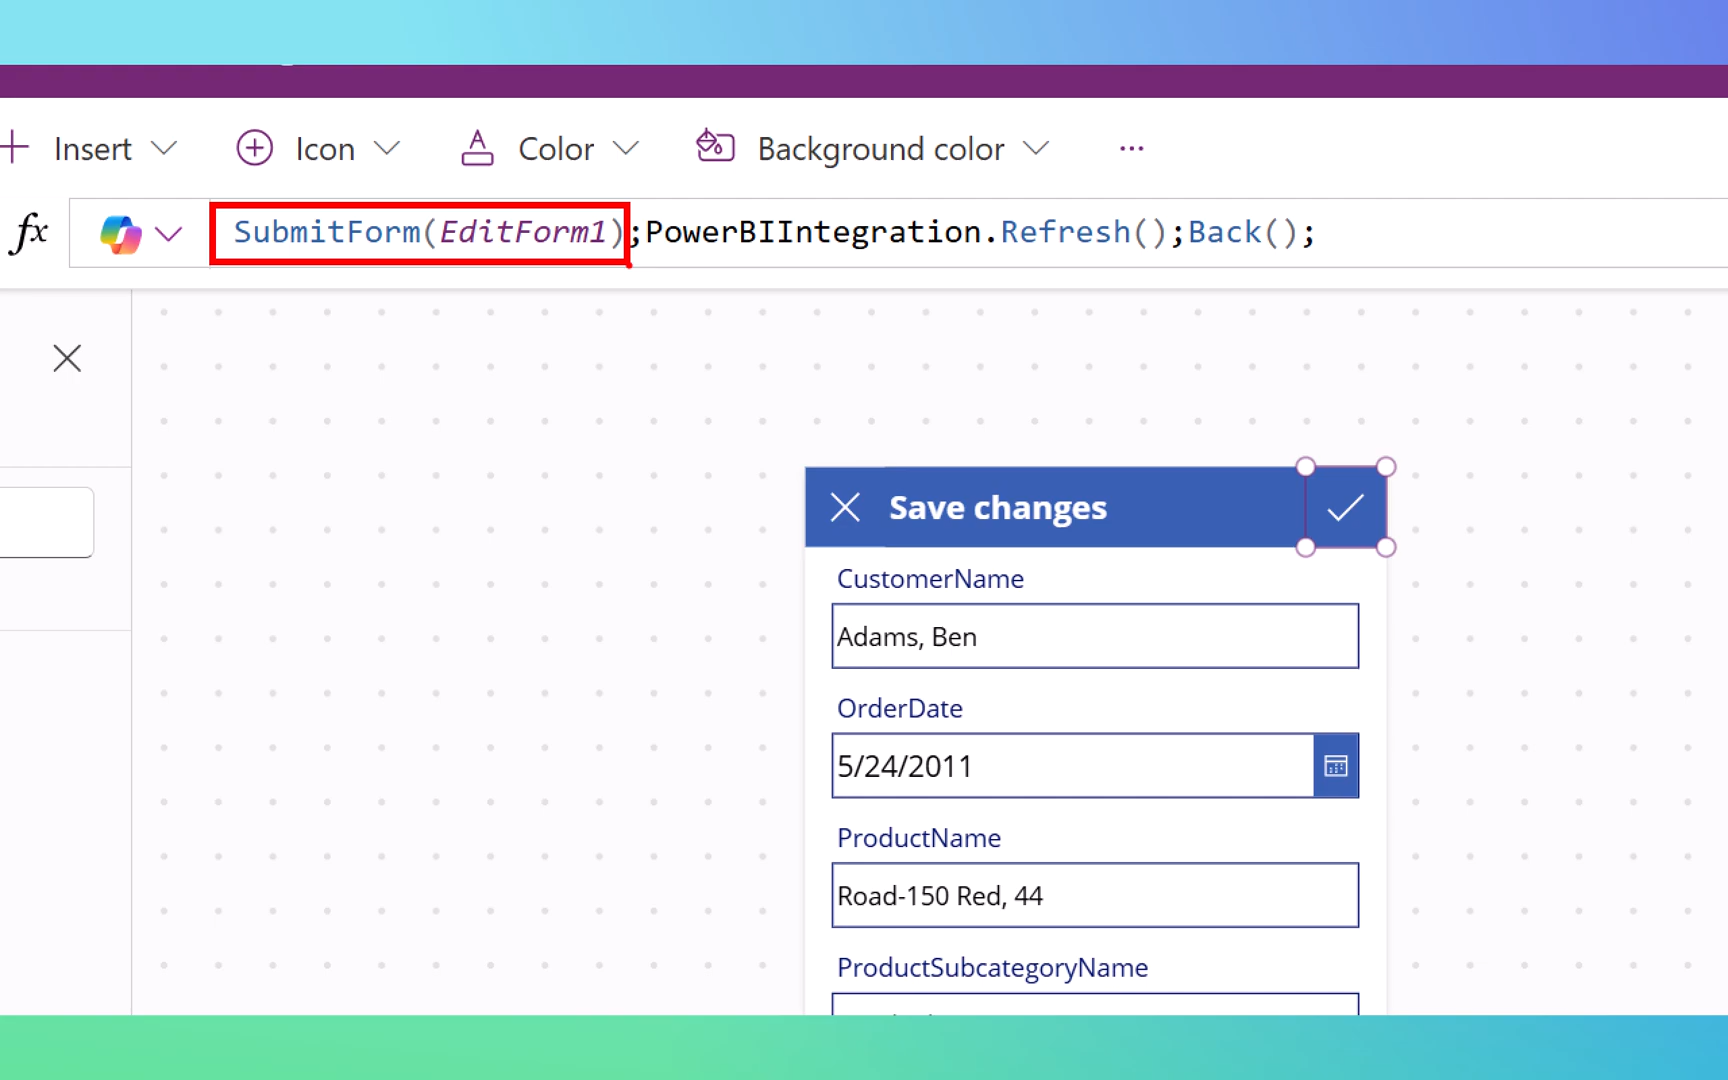 Insert Icon Color Background color ...
fx SubmitForm(EditForm1);PowerBIIntegration.Refresh();Back();
Save changes
CustomerName
Adams, Ben
OrderDate
5/24/2011
ProductName
Road-150 Red, 44
ProductSubcategoryName